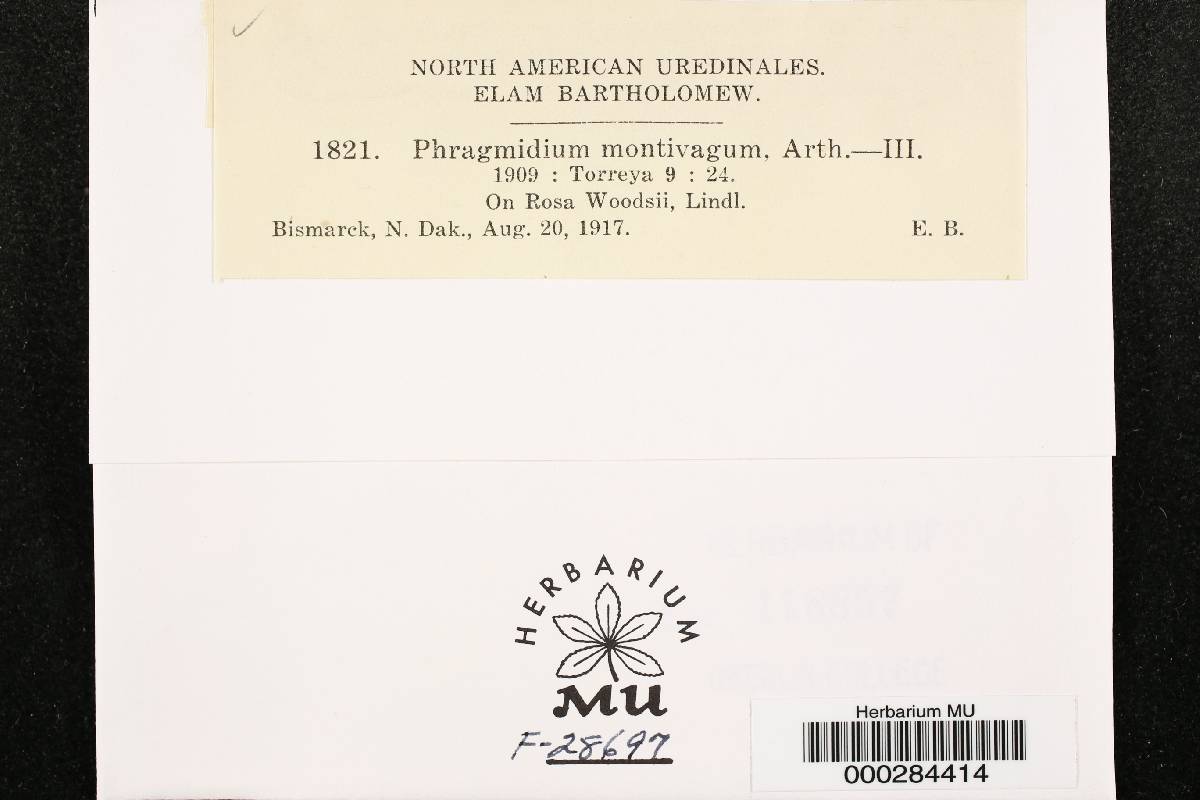 NORTH AMERICAN UREDINALES.
ELAM BARTHOLOMEW.
1821. Phragmidium montivagum, Arth.—III.
1909 : Torreya 9 : 24.
On Rosa Woodsii, Lindl.
Bismarck, N. Dak., Aug. 20, 1917. E. B.
HERBARIUM
MU
F-28697
Herbarium MU
000284414